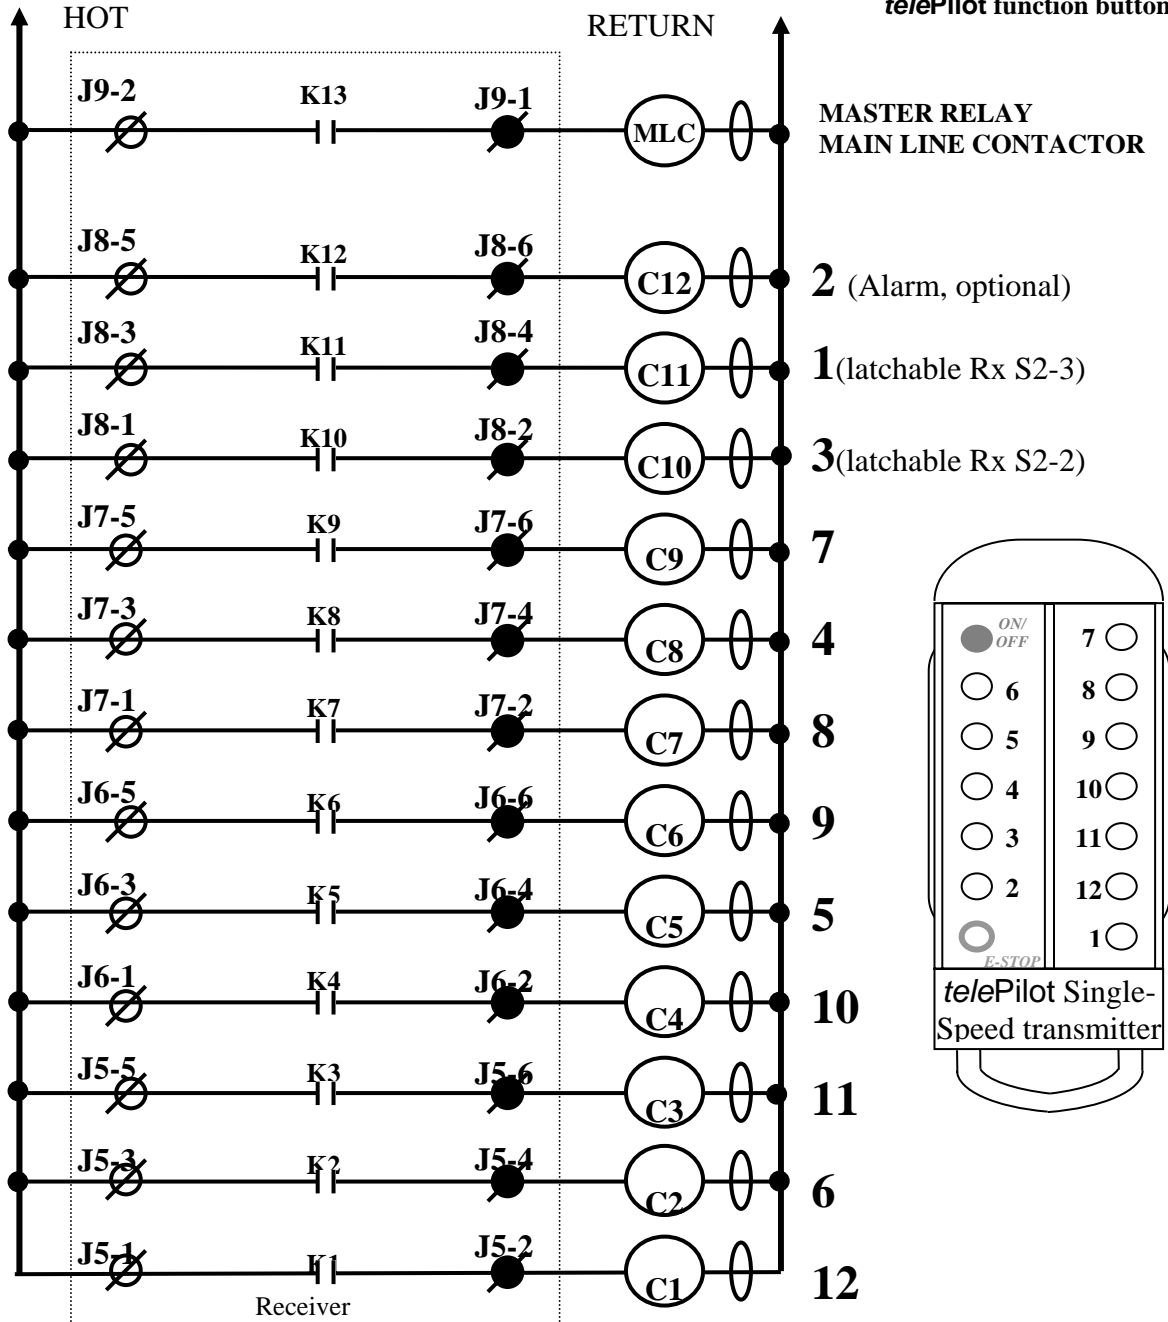 HOT
RETURN
telePilot function button
J9-2 K13 J9-1 MLC MASTER RELAY
MAIN LINE CONTACTOR
J8-5 K12 J8-6 C12 2 (Alarm, optional)
J8-3 K11 J8-4 C11 1(latchable Rx S2-3)
J8-1 K10 J8-2 C10 3(latchable Rx S2-2)
J7-5 K9 J7-6 C9 7
J7-3 K8 J7-4 C8 4
J7-1 K7 J7-2 C7 8
J6-5 K6 J6-6 C6 9
J6-3 K5 J6-4 C5 5
J6-1 K4 J6-2 C4 10
J5-5 K3 J5-6 C3 11
J5-3 K2 J5-4 C2 6
J5-1 K1 J5-2 C1 12
Receiver
ON/
OFF 7
6 8
5 9
4 10
3 11
2 12
1
E-STOP
telePilot Single-
Speed transmitter